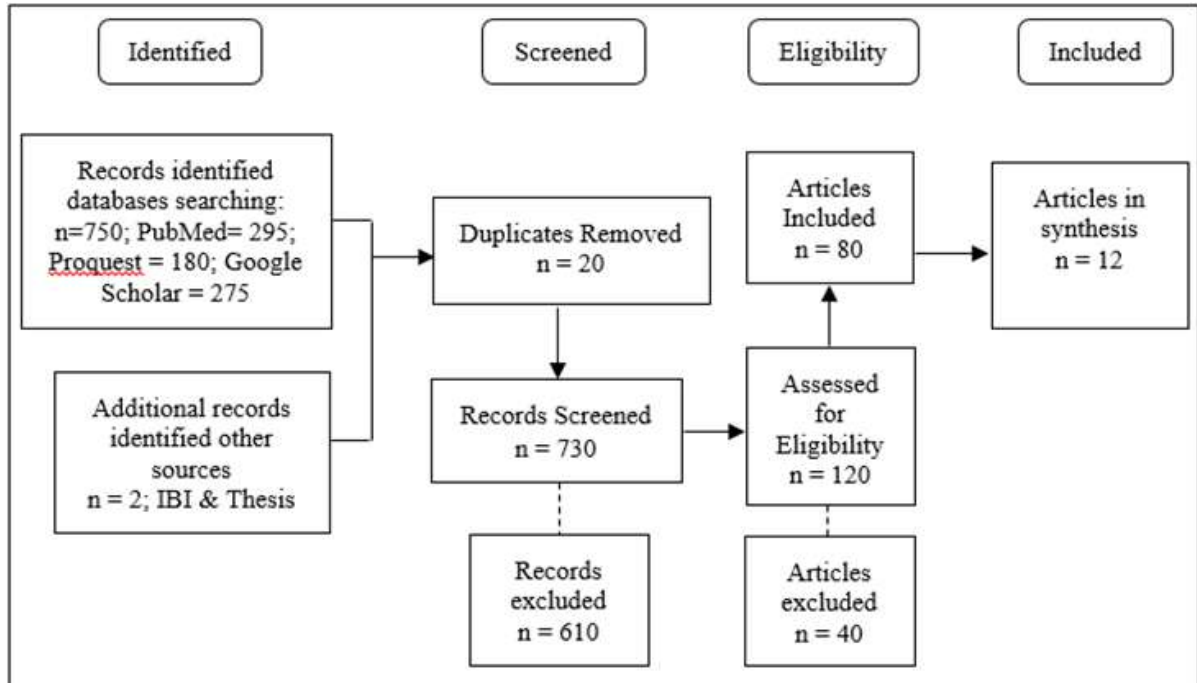 Identified
Screened
Eligibility
Included
Records identified
databases searching:
n=750; PubMed= 295;
Proquest = 180; Google
Scholar = 275
Additional records
identified other
sources
n = 2; IBI & Thesis
Duplicates Removed
n = 20
Records Screened
n = 730
Records
excluded
n = 610
Articles
Included
n = 80
Assessed
for
Eligibility
n = 120
Articles
excluded
n = 40
Articles in
synthesis
n = 12